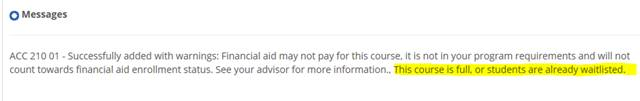 Messages
ACC 210 01 - Successfully added with warnings: Financial aid may not pay for this course, it is not in your program requirements and will not
count towards financial aid enrollment status. See your advisor for more information., This course is full, or students are already waitlisted.